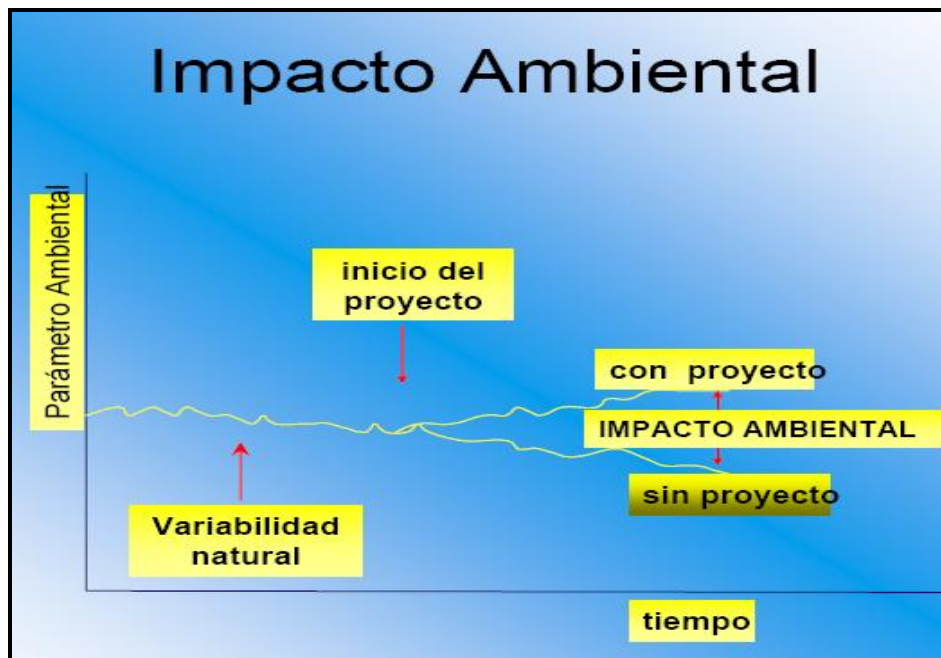 Impacto Ambiental
Parámetro Ambiental
inicio del
proyecto
con proyecto
IMPACTO AMBIENTAL
sin proyecto
Variabilidad
natural
tiempo